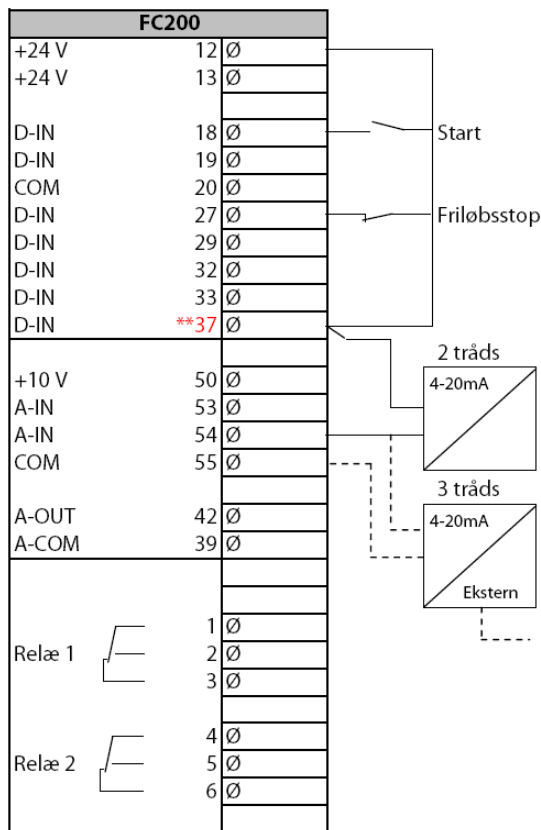 FC200
+24 V 12 Ø
+24 V 13 Ø
D-IN 18 Ø
Start
D-IN 19 Ø
COM 20 Ø
D-IN 27 Ø
Friløbsstop
D-IN 29 Ø
D-IN 32 Ø
D-IN 33 Ø
D-IN **37 Ø
2 tråds
+10 V 50 Ø
4-20mA
A-IN 53 Ø
A-IN 54 Ø
COM 55 Ø
3 tråds
A-OUT 42 Ø
4-20mA
A-COM 39 Ø
Ekstern
1 Ø
Relæ 1 2 Ø
3 Ø
4 Ø
Relæ 2 5 Ø
6 Ø